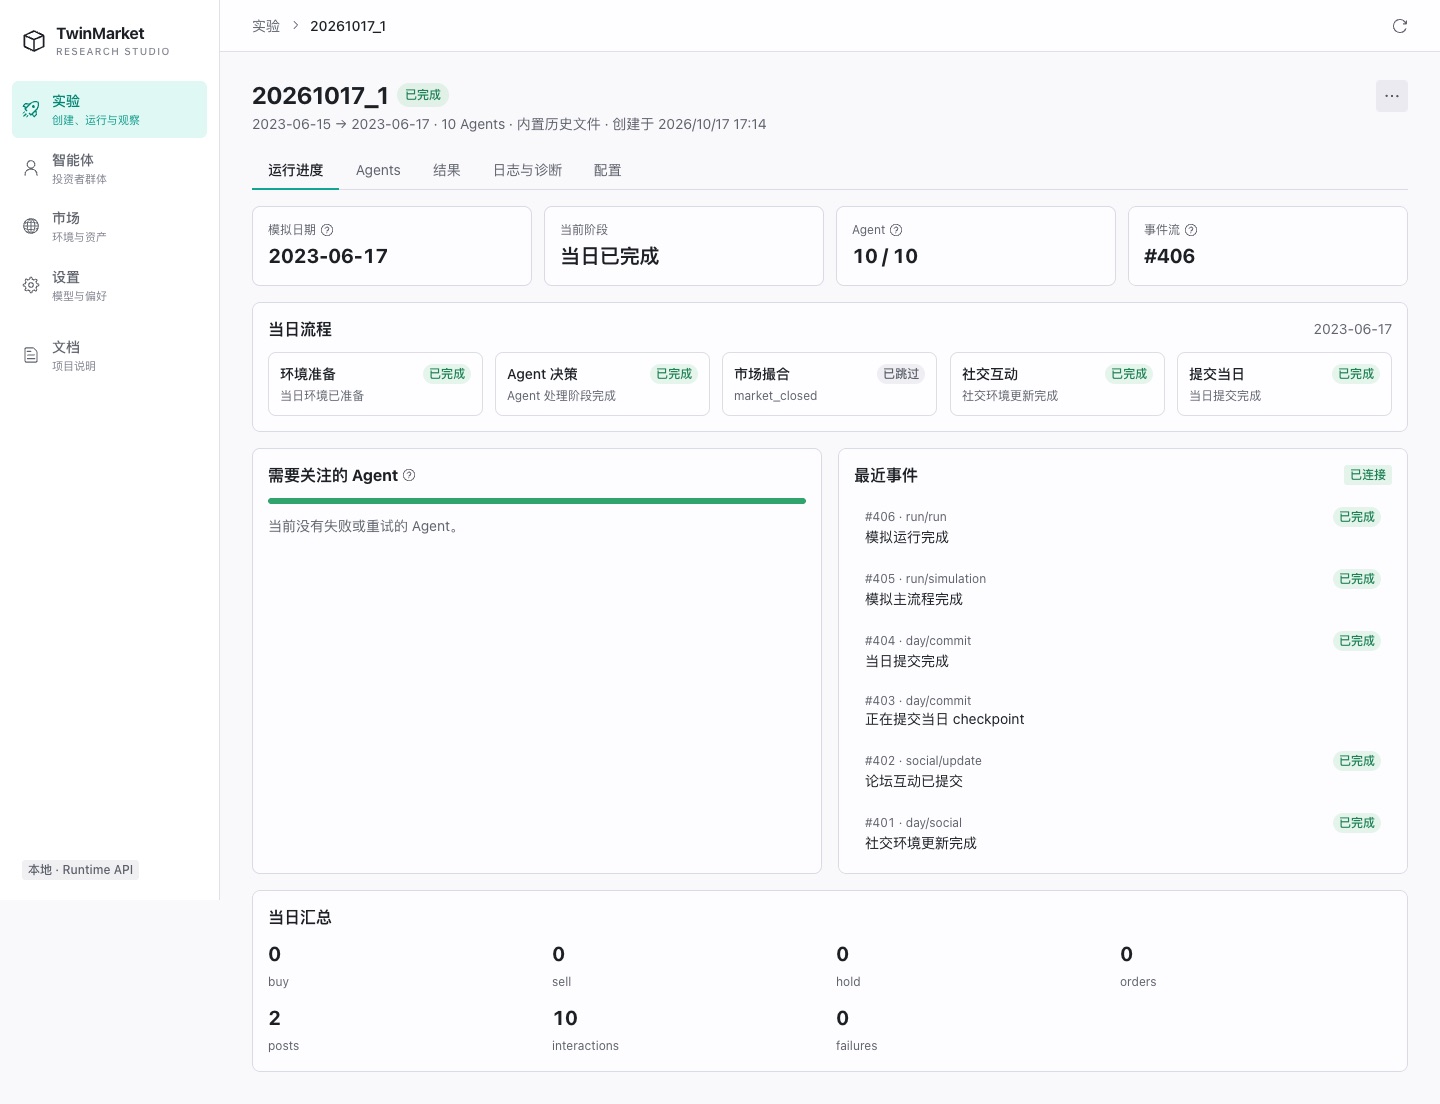 TwinMarket
RESEARCH STUDIO
实验
创建、运行与观察
智能体
投资者群体
市场
环境与资产
设置
模型与偏好
文档
项目说明
本地 · Runtime API
实验 > 20261017_1
20261017_1 已完成
2023-06-15 → 2023-06-17 · 10 Agents · 内置历史文件 · 创建于 2026/10/17 17:14
运行进度 Agents 结果 日志与诊断 配置
模拟日期
2023-06-17
当前阶段
当日已完成
Agent
10 / 10
事件流
#406
当日流程 2023-06-17
环境准备 已完成
当日环境已准备
Agent 决策 已完成
Agent 处理阶段完成
市场撮合 已跳过
market_closed
社交互动 已完成
社交环境更新完成
提交当日 已完成
当日提交完成
需要关注的 Agent
当前没有失败或重试的 Agent。
最近事件 已连接
#406 · run/run 已完成
模拟运行完成
#405 · run/simulation 已完成
模拟主流程完成
#404 · day/commit 已完成
当日提交完成
#403 · day/commit
正在提交当日 checkpoint
#402 · social/update 已完成
论坛互动已提交
#401 · day/social 已完成
社交环境更新完成
当日汇总
0
buy
0
sell
0
hold
0
orders
2
posts
10
interactions
0
failures